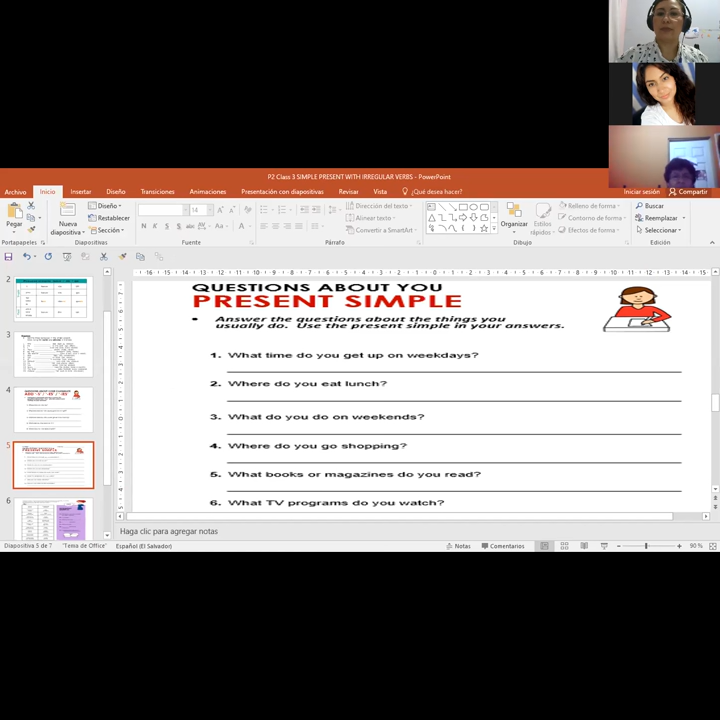 P2 Class 3 SIMPLE PRESENT WITH IRREGULAR VERBS - PowerPoint
Archivo Inicio Insertar Diseño Transiciones Animaciones Presentación con diapositivas Revisar Vista ¿Qué desea hacer? Iniciar sesión Compartir
Pegar
Nueva diapositiva
Diseño
Restablecer
Sección
14
Dirección del texto
Alinear texto
Convertir a SmartArt
Organizar
Estilos rápidos
Relleno de forma
Contorno de forma
Efectos de forma
Buscar
Reemplazar
Seleccionar
Portapapeles Diapositivas Fuente Párrafo Dibujo Edición
2
3
4
5
6
QUESTIONS ABOUT YOU
PRESENT SIMPLE
• Answer the questions about the things you
usually do. Use the present simple in your answers.
1. What time do you get up on weekdays?
2. Where do you eat lunch?
3. What do you do on weekends?
4. Where do you go shopping?
5. What books or magazines do you read?
6. What TV programs do you watch?
Haga clic para agregar notas
Diapositiva 5 de 7 "Tema de Office" Español (El Salvador) Notas Comentarios 90 %